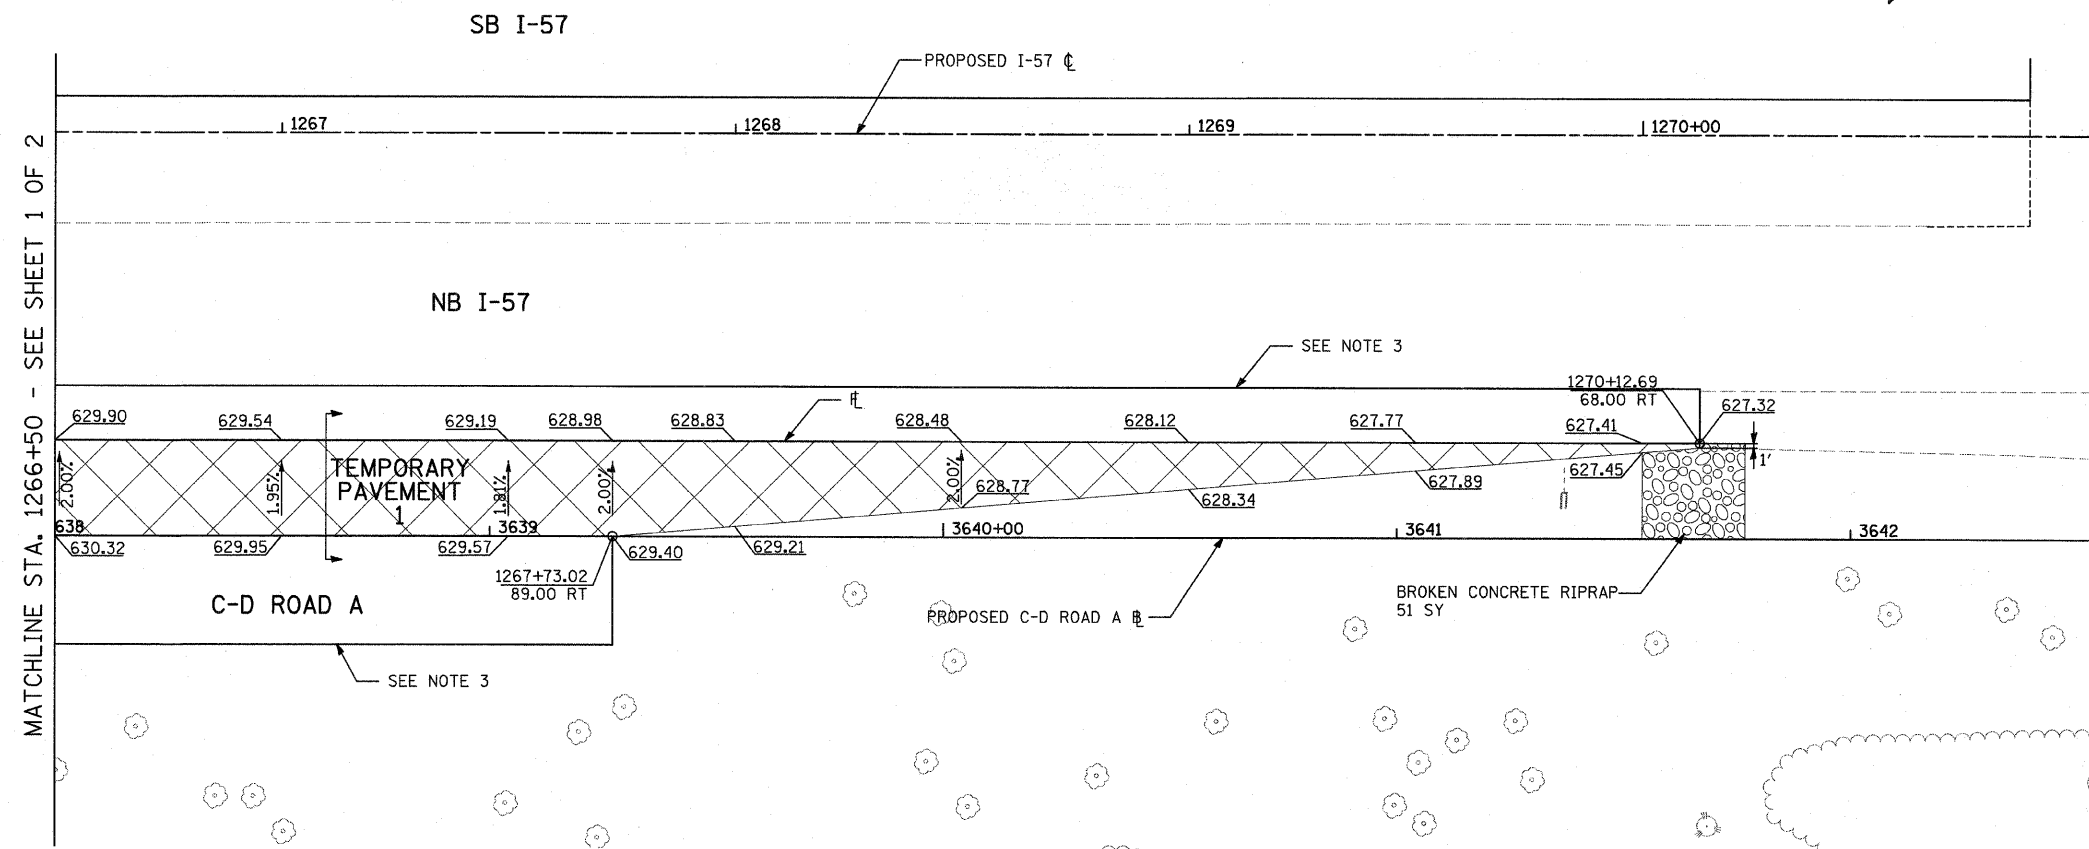 SB I-57
PROPOSED I-57 ℄
1267
1268
1269
1270+00
MATCHLINE STA. 1266+50 - SEE SHEET 1 OF 2
NB I-57
SEE NOTE 3
1270+12.69
68.00 RT
627.32
629.90
629.54
629.19
628.98
628.83
628.48
628.12
627.77
627.41
1'
2.00%
1.95%
TEMPORARY
PAVEMENT
1
1.81%
2.00%
2.00%
628.77
628.34
627.89
627.45
638
3639
3640+00
3641
3642
630.32
629.95
629.57
629.40
629.21
1267+73.02
89.00 RT
C-D ROAD A
PROPOSED C-D ROAD A
BROKEN CONCRETE RIPRAP
51 SY
SEE NOTE 3